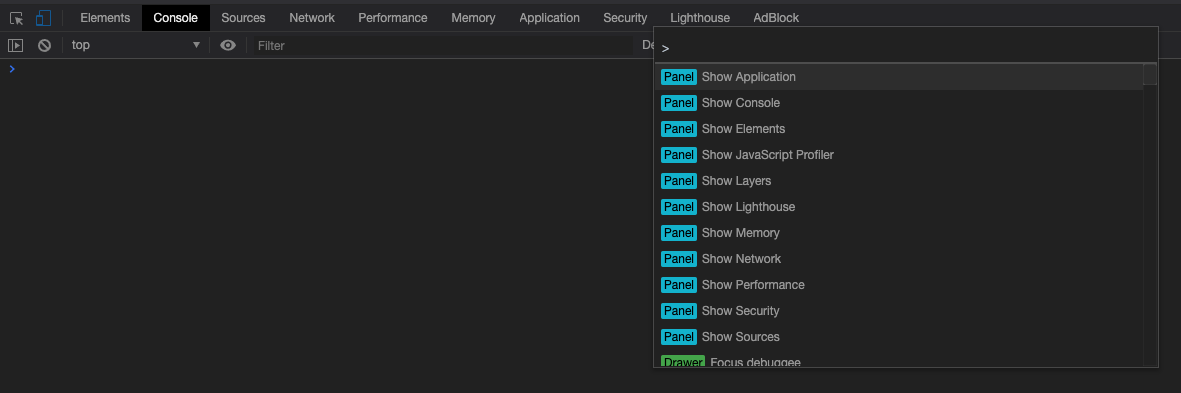 Elements Console Sources Network Performance Memory Application Security Lighthouse AdBlock
top Filter De
>
>
Panel Show Application
Panel Show Console
Panel Show Elements
Panel Show JavaScript Profiler
Panel Show Layers
Panel Show Lighthouse
Panel Show Memory
Panel Show Network
Panel Show Performance
Panel Show Security
Panel Show Sources
Drawer Focus debuggee